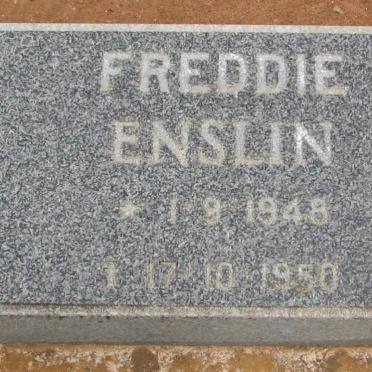 FREDDIE
ENSLIN
* 1-9-1948
† 17-10-1950